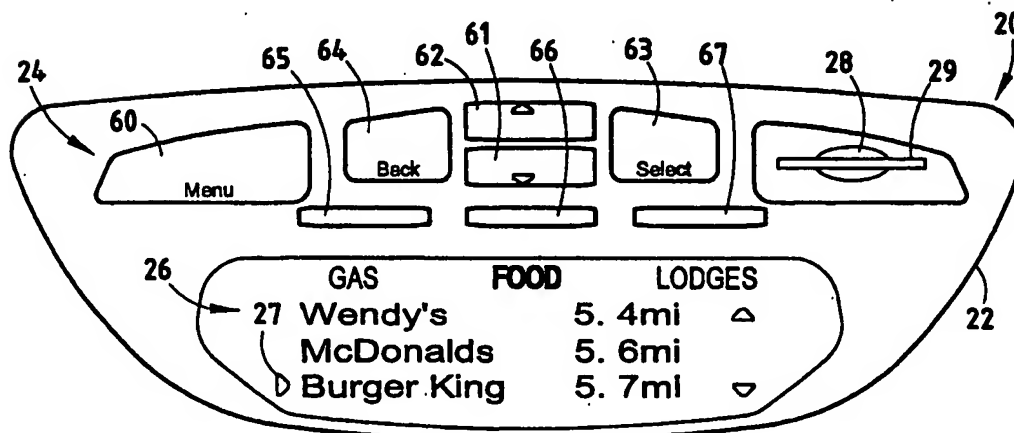 61
64 62 66 63 67 28 20
24 65 29
60
Back Select
Menu
26 GAS FOOD LODGES
27 Wendy's 5. 4mi
McDonalds 5. 6mi
Burger King 5. 7mi
22